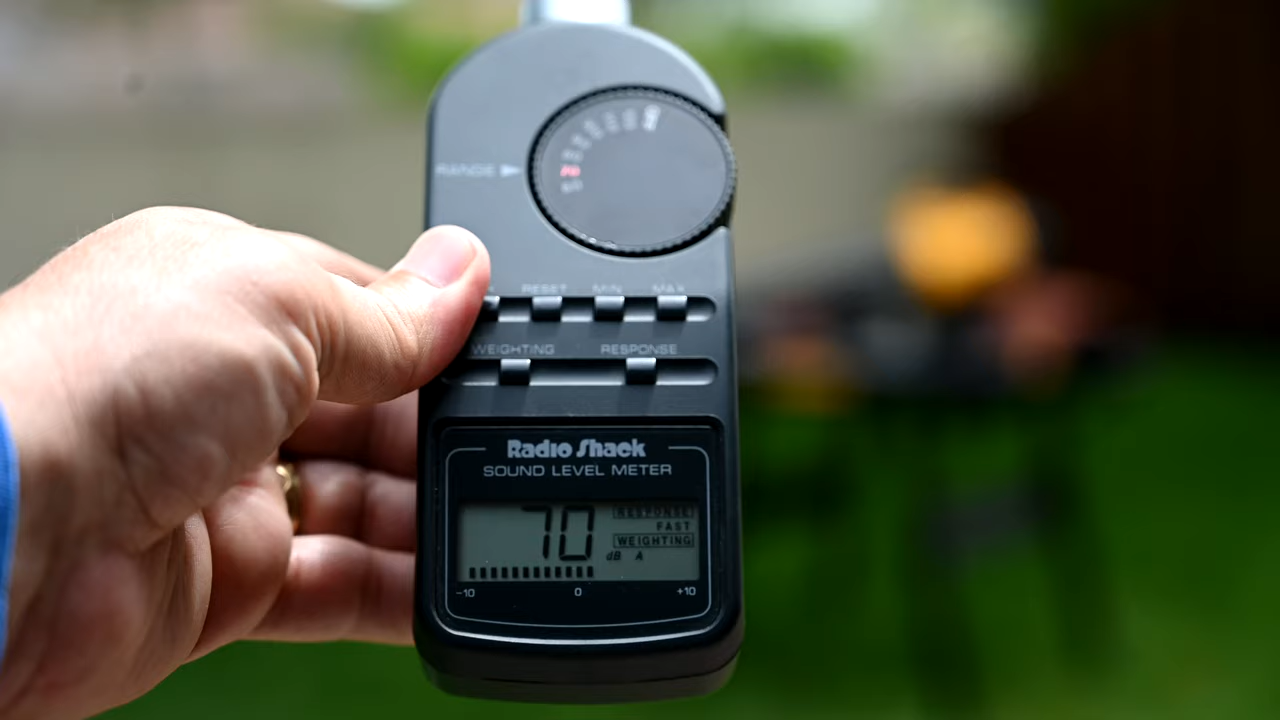 RANGE
RESET MIN MAX
WEIGHTING RESPONSE
Radio Shack
SOUND LEVEL METER
70
RESPONSE
FAST
WEIGHTING
dB A
-10 0 +10